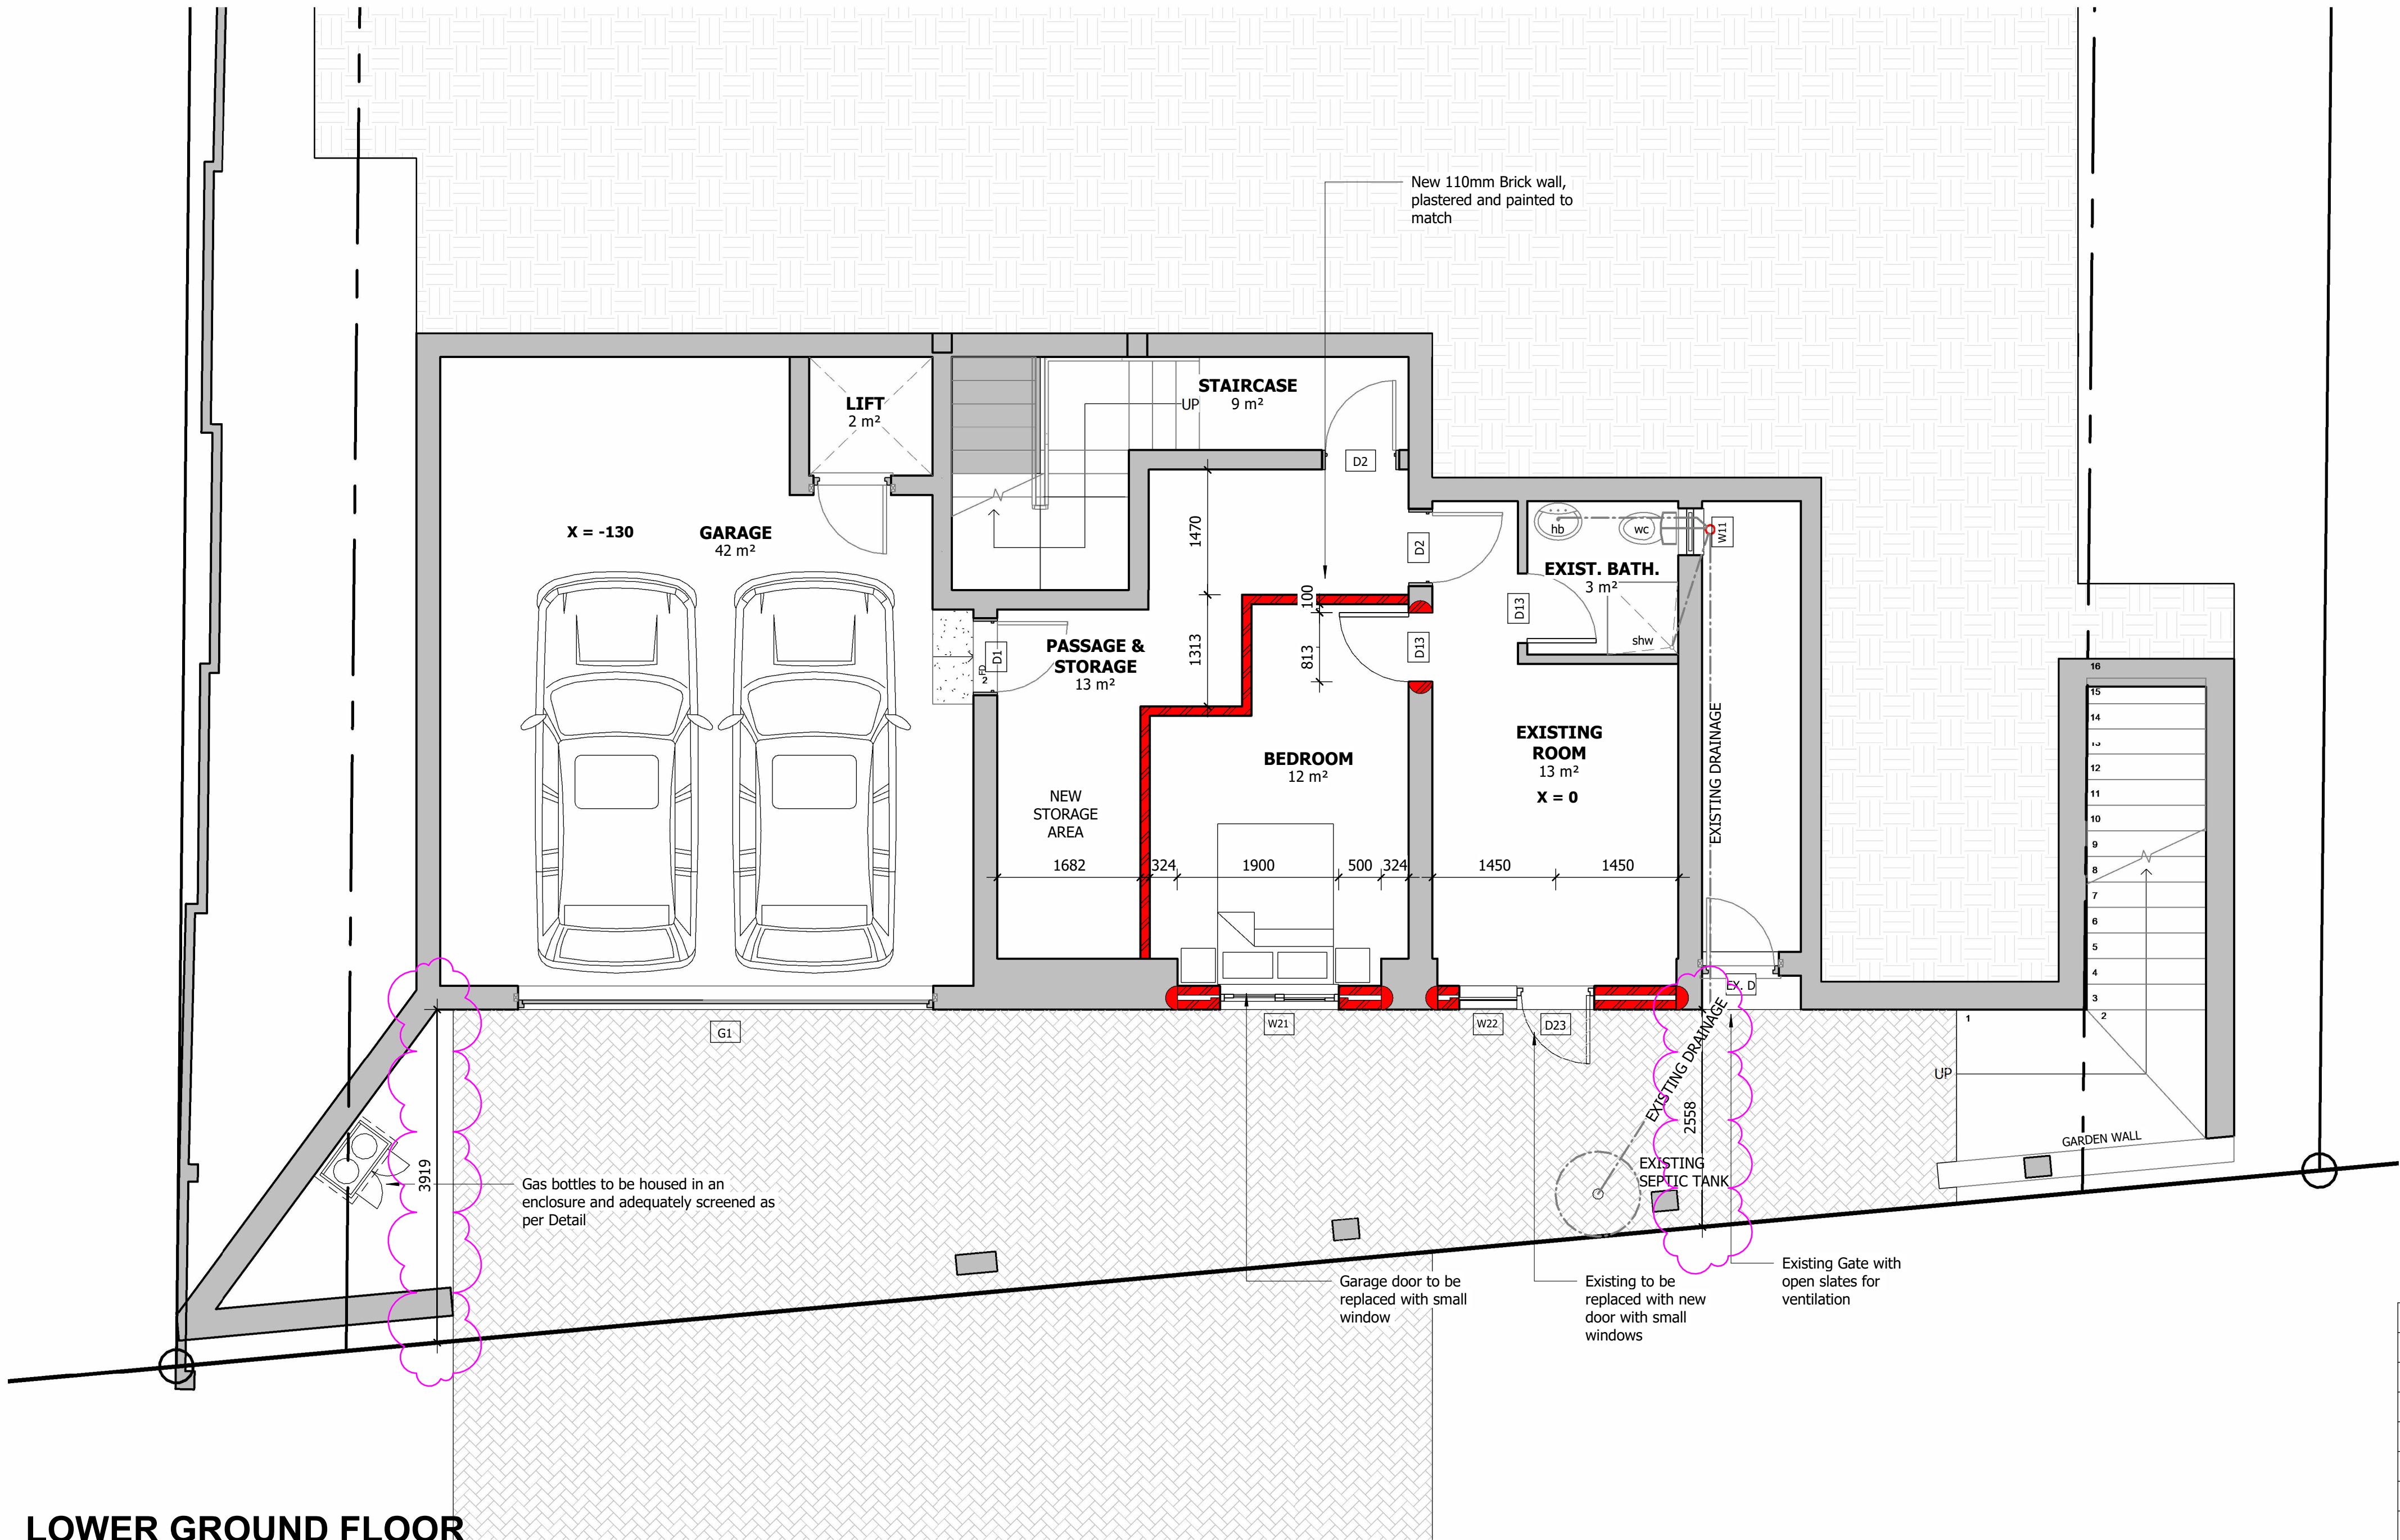 New 110mm Brick wall,
plastered and painted to
match
STAIRCASE
9 m²
UP
LIFT
2 m²
D2
X = -130
GARAGE
42 m²
1470
D2
hb
wc
W11
EXIST. BATH.
3 m²
100
D13
shw
PASSAGE &
STORAGE
13 m²
D1
1313
813
D13
16
15
14
12
11
10
9
8
7
6
5
4
3
2
1
EXISTING
ROOM
13 m²
X = 0
BEDROOM
12 m²
EXISTING DRAINAGE
NEW
STORAGE
AREA
1682
324
1900
500
324
1450
1450
EX. D
G1
W21
W22
D23
EXISTING DRAINAGE
UP
2558
GARDEN WALL
EXISTING
SEPTIC TANK
3919
Gas bottles to be housed in an
enclosure and adequately screened as
per Detail
Garage door to be
replaced with small
window
Existing to be
replaced with new
door with small
windows
Existing Gate with
open slates for
ventilation
LOWER GROUND FLOOR